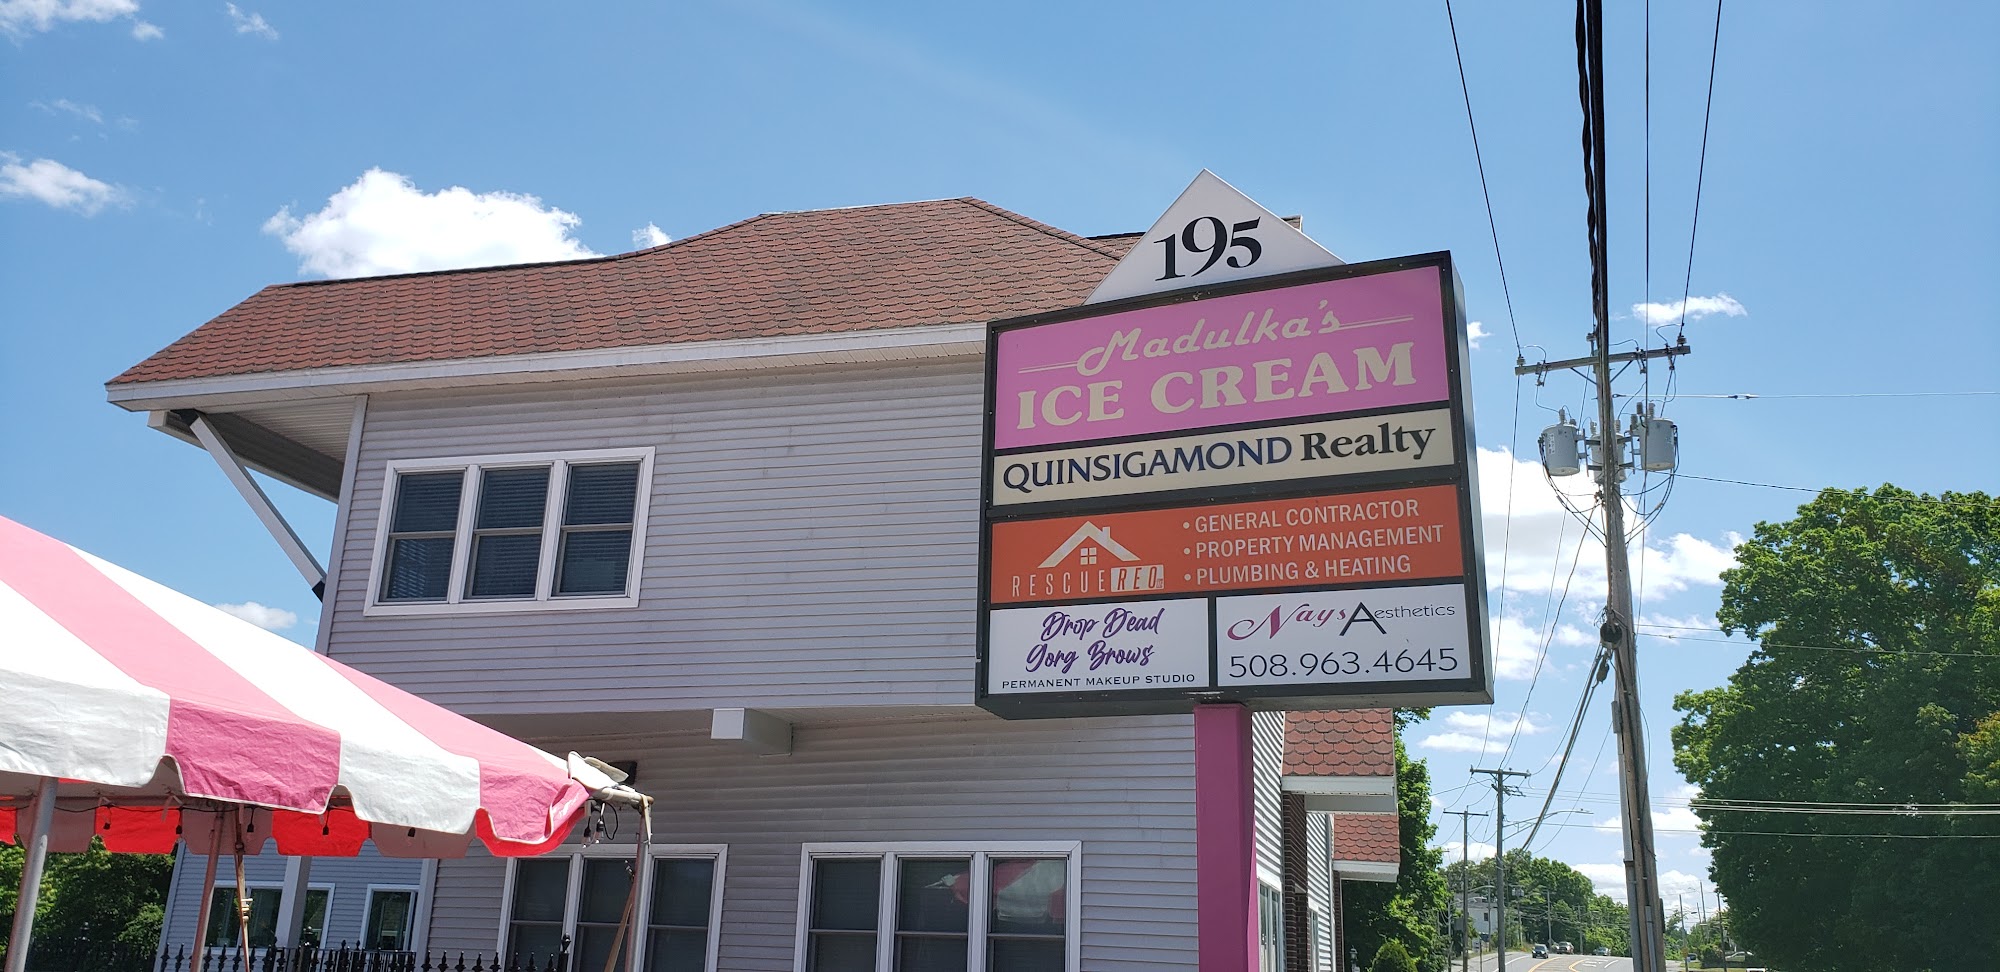 195
Madulka's
ICE CREAM
QUINSIGAMOND Realty
RESCUE REO
• GENERAL CONTRACTOR
• PROPERTY MANAGEMENT
• PLUMBING & HEATING
Drop Dead
Gorg Brows
PERMANENT MAKEUP STUDIO
Nays Aesthetics
508.963.4645